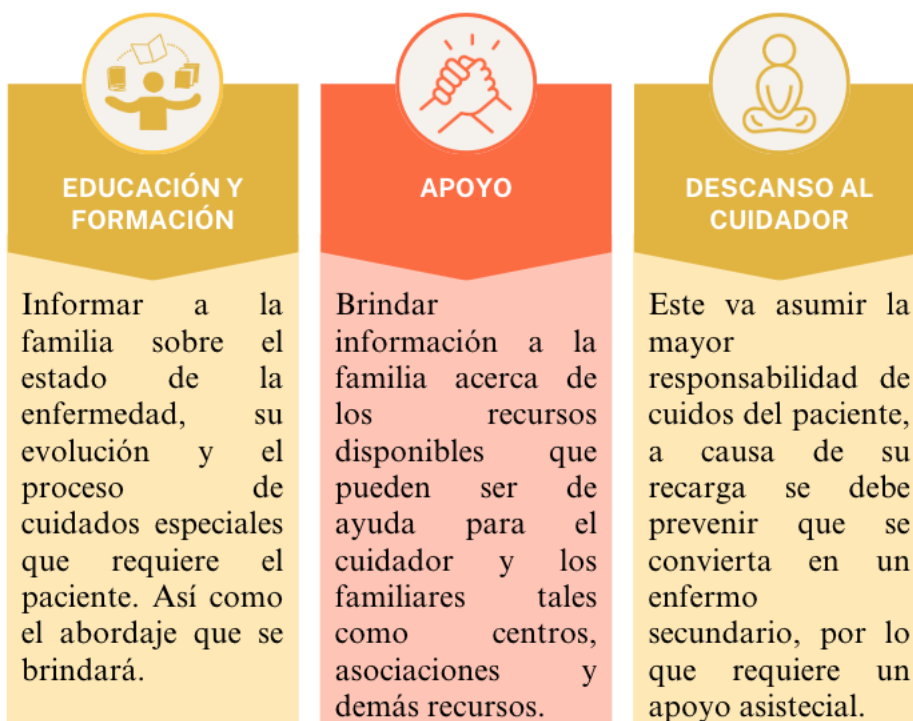 EDUCACIÓN Y
FORMACIÓN
Informar a la
familia sobre el
estado de la
enfermedad, su
evolución y el
proceso de
cuidados especiales
que requiere el
paciente. Así como
el abordaje que se
brindará.
APOYO
Brindar
información a la
familia acerca de
los recursos
disponibles que
pueden ser de
ayuda para el
cuidador y los
familiares tales
como centros,
asociaciones y
demás recursos.
DESCANSO AL
CUIDADOR
Este va asumir la
mayor
responsabilidad de
cuidos del paciente,
a causa de su
recarga se debe
prevenir que se
convierta en un
enfermo
secundario, por lo
que requiere un
apoyo asistecial.